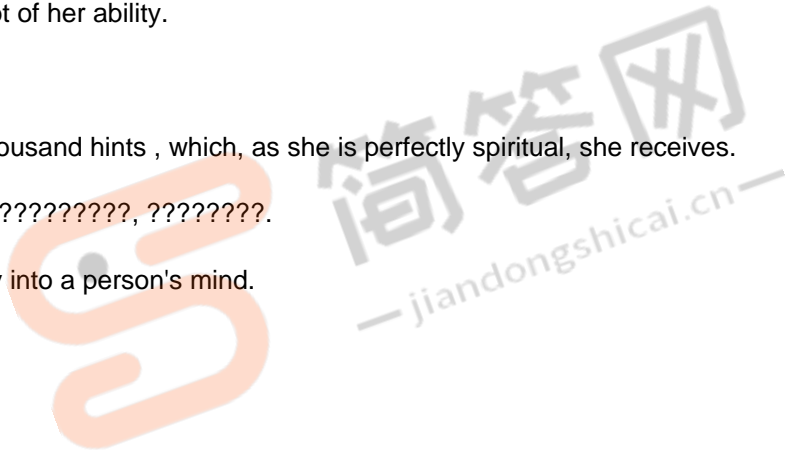 of her ability.
ousand hints , which, as she is perfectly spiritual, she receives.
?????????, ????????.
into a person's mind.
简答网
jiandongshicai.cn